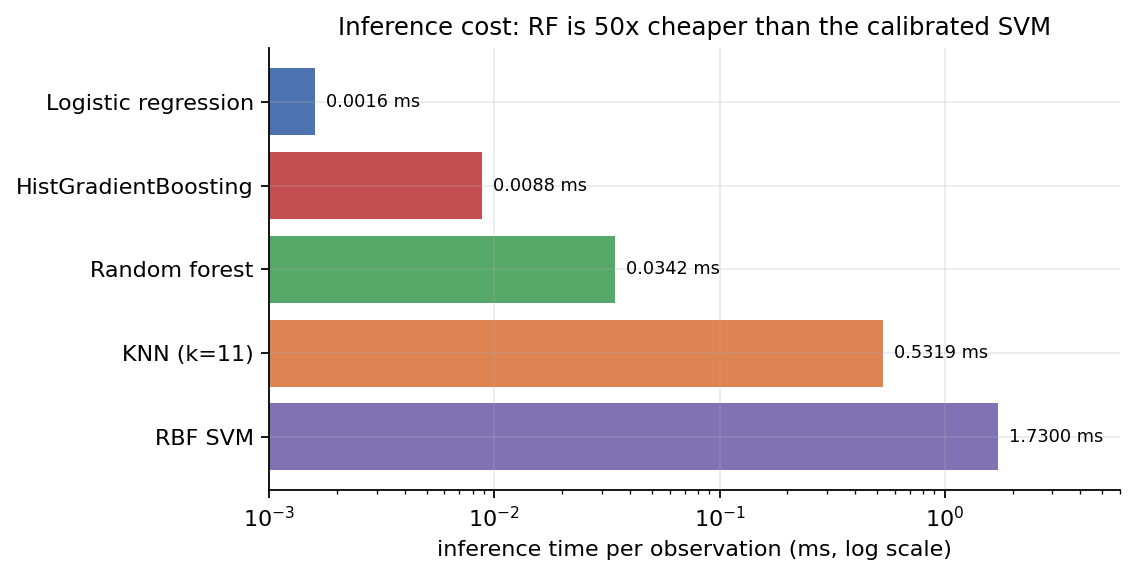 Inference cost: RF is 50x cheaper than the calibrated SVM
Logistic regression
0.0016 ms
HistGradientBoosting
0.0088 ms
Random forest
0.0342 ms
KNN (k=11)
0.5319 ms
RBF SVM
1.7300 ms
10⁻³ 10⁻² 10⁻¹ 10⁰
inference time per observation (ms, log scale)